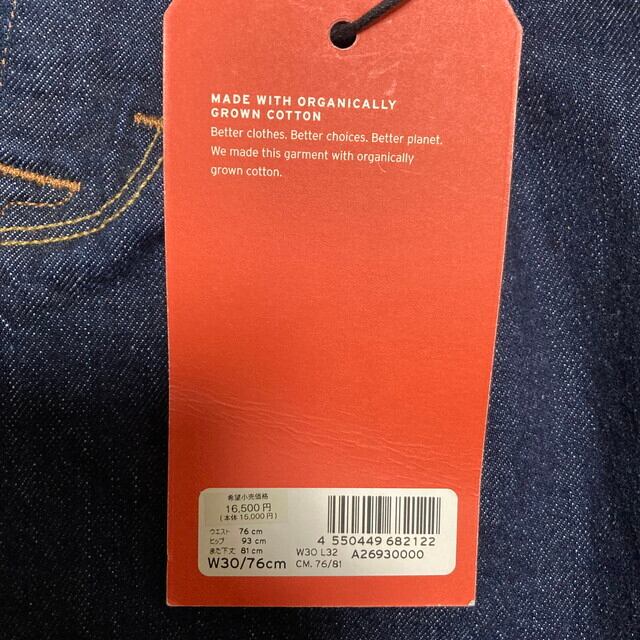 MADE WITH ORGANICALLY
GROWN COTTON
Better clothes. Better choices. Better planet.
We made this garment with organically
grown cotton.
希望小売価格
16,500 円
(本体 15,000円)
ウエスト 76 cm
ヒップ 93 cm
また下丈 81 cm
W30/76cm
4 550449 682122
W30 L32 A26930000
CM. 76/81